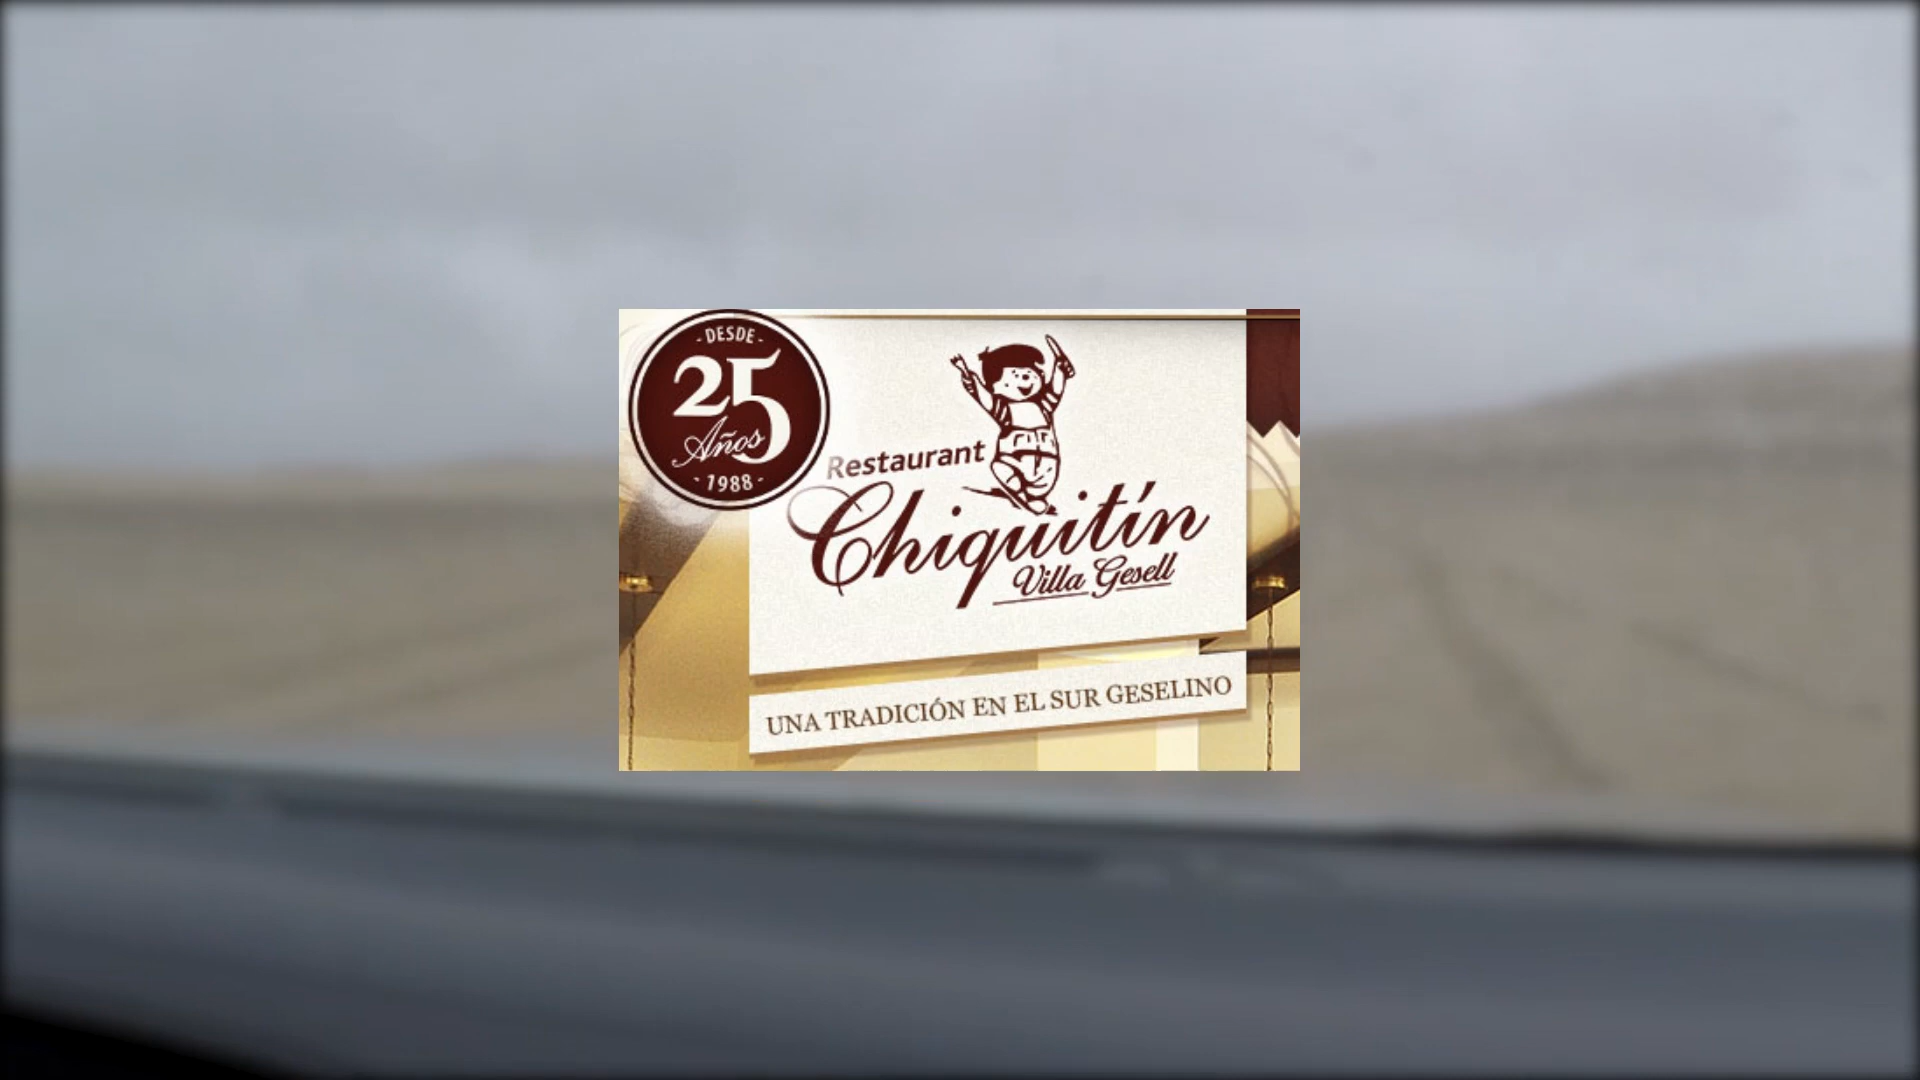 - DESDE -
25
Años
- 1988 -
Restaurant
Chiquitín
Villa Gesell
UNA TRADICIÓN EN EL SUR GESELINO